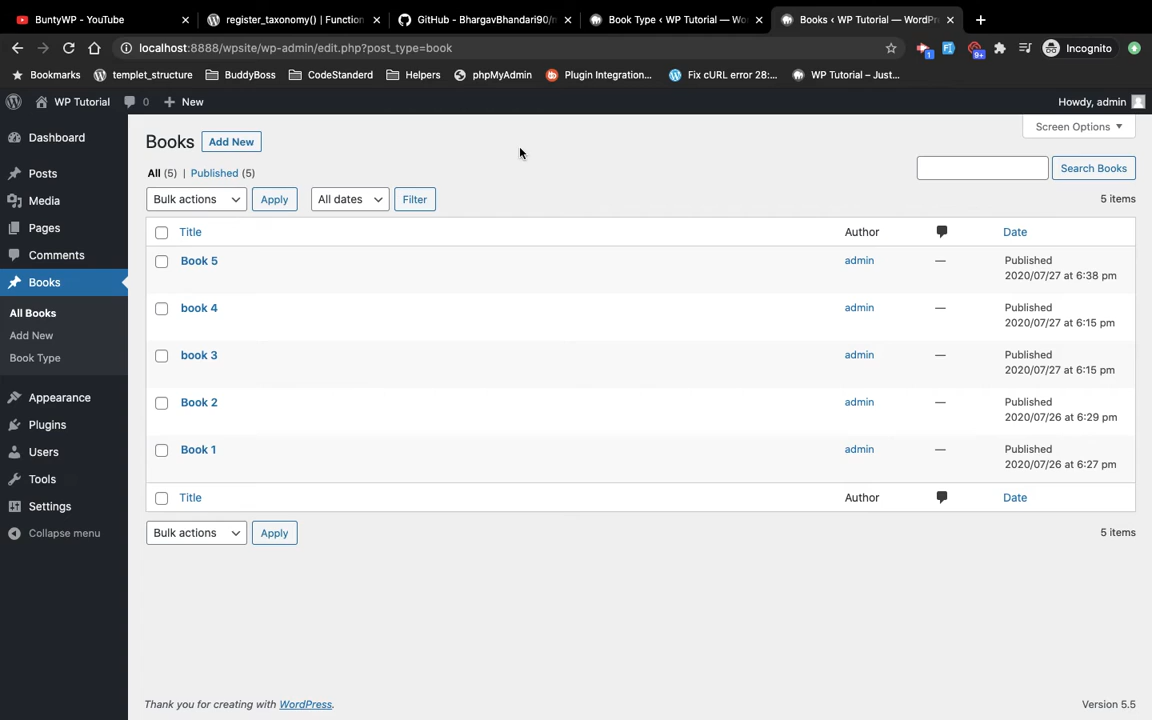 BuntyWP - YouTube
register_taxonomy() | Function
GitHub - BhargavBhandari90/
Book Type ‹ WP Tutorial — Wo
Books ‹ WP Tutorial — WordPr
localhost:8888/wpsite/wp-admin/edit.php?post_type=book
1
9+
Incognito
Bookmarks
templet_structure
BuddyBoss
CodeStanderd
Helpers
phpMyAdmin
Plugin Integration...
Fix cURL error 28:...
WP Tutorial – Just...
WP Tutorial
0
New
Howdy, admin
Dashboard
Posts
Media
Pages
Comments
Books
All Books
Add New
Book Type
Appearance
Plugins
Users
Tools
Settings
Collapse menu
Books Add New
Screen Options
All (5) | Published (5)
Search Books
Bulk actions Apply All dates Filter
5 items
Title Author Date
Book 5 admin — Published
2020/07/27 at 6:38 pm
book 4 admin — Published
2020/07/27 at 6:15 pm
book 3 admin — Published
2020/07/27 at 6:15 pm
Book 2 admin — Published
2020/07/26 at 6:29 pm
Book 1 admin — Published
2020/07/26 at 6:27 pm
Title Author Date
Bulk actions Apply
5 items
Thank you for creating with WordPress.
Version 5.5